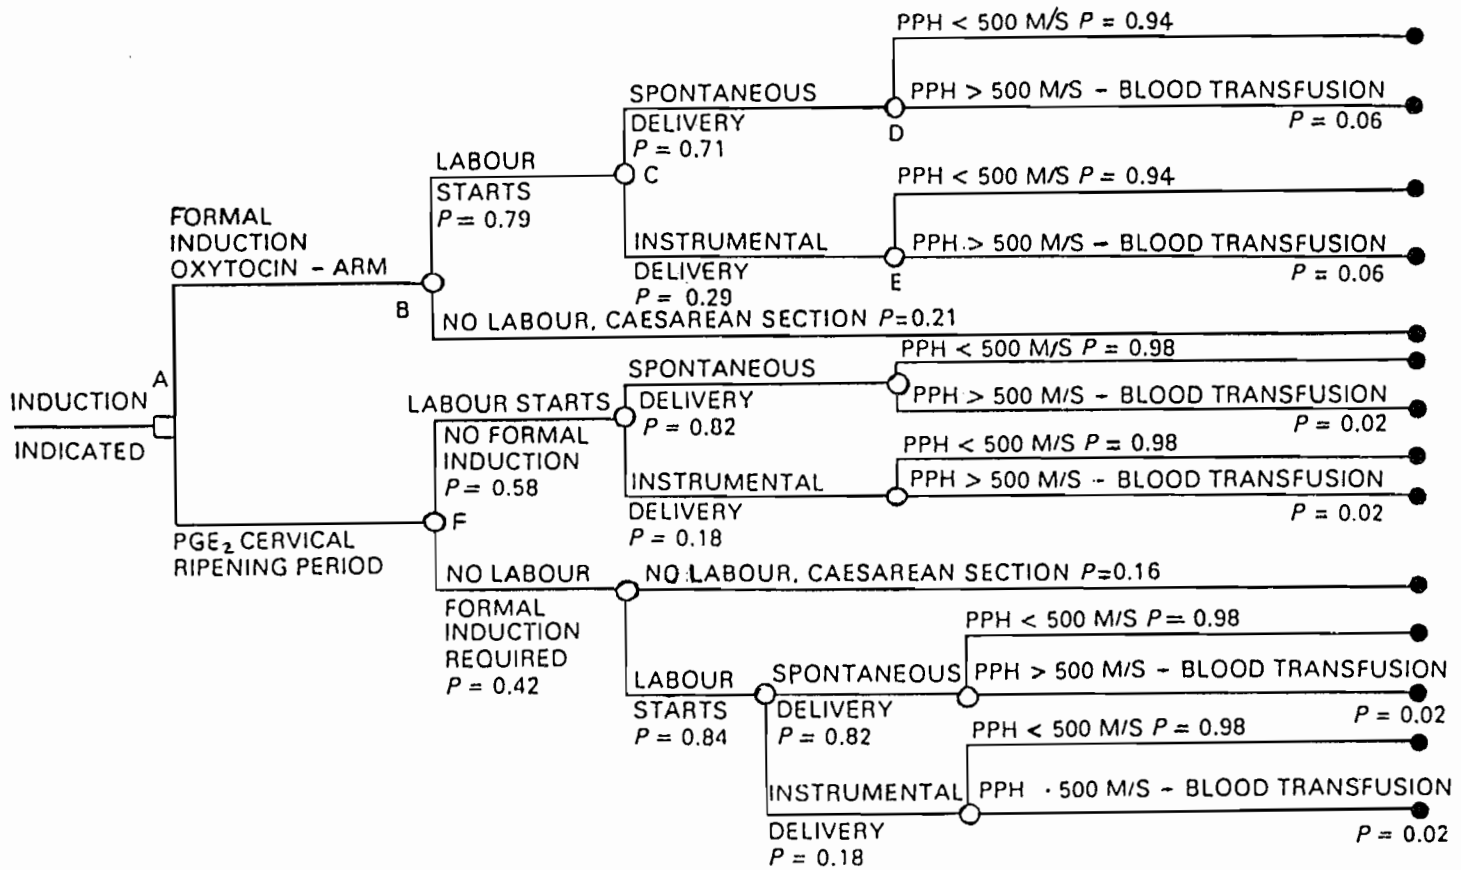 PPH < 500 M/S P = 0.94
SPONTANEOUS
DELIVERY
P = 0.71
PPH > 500 M/S – BLOOD TRANSFUSION
P = 0.06
D
LABOUR
STARTS
P = 0.79
C
PPH < 500 M/S P = 0.94
FORMAL
INDUCTION
OXYTOCIN – ARM
INSTRUMENTAL
DELIVERY
P = 0.29
PPH > 500 M/S – BLOOD TRANSFUSION
P = 0.06
E
B
NO LABOUR, CAESAREAN SECTION P=0.21
A
INDUCTION
INDICATED
PPH < 500 M/S P = 0.98
SPONTANEOUS
DELIVERY
P = 0.82
PPH > 500 M/S – BLOOD TRANSFUSION
P = 0.02
LABOUR STARTS
NO FORMAL
INDUCTION
P = 0.58
PPH < 500 M/S P = 0.98
INSTRUMENTAL
DELIVERY
P = 0.18
PPH > 500 M/S – BLOOD TRANSFUSION
P = 0.02
F
PGE₂ CERVICAL
RIPENING PERIOD
NO LABOUR
FORMAL
INDUCTION
REQUIRED
P = 0.42
NO LABOUR, CAESAREAN SECTION P=0.16
PPH < 500 M/S P = 0.98
LABOUR
STARTS
P = 0.84
SPONTANEOUS
DELIVERY
P = 0.82
PPH > 500 M/S – BLOOD TRANSFUSION
P = 0.02
PPH < 500 M/S P = 0.98
INSTRUMENTAL
DELIVERY
P = 0.18
PPH · 500 M/S – BLOOD TRANSFUSION
P = 0.02